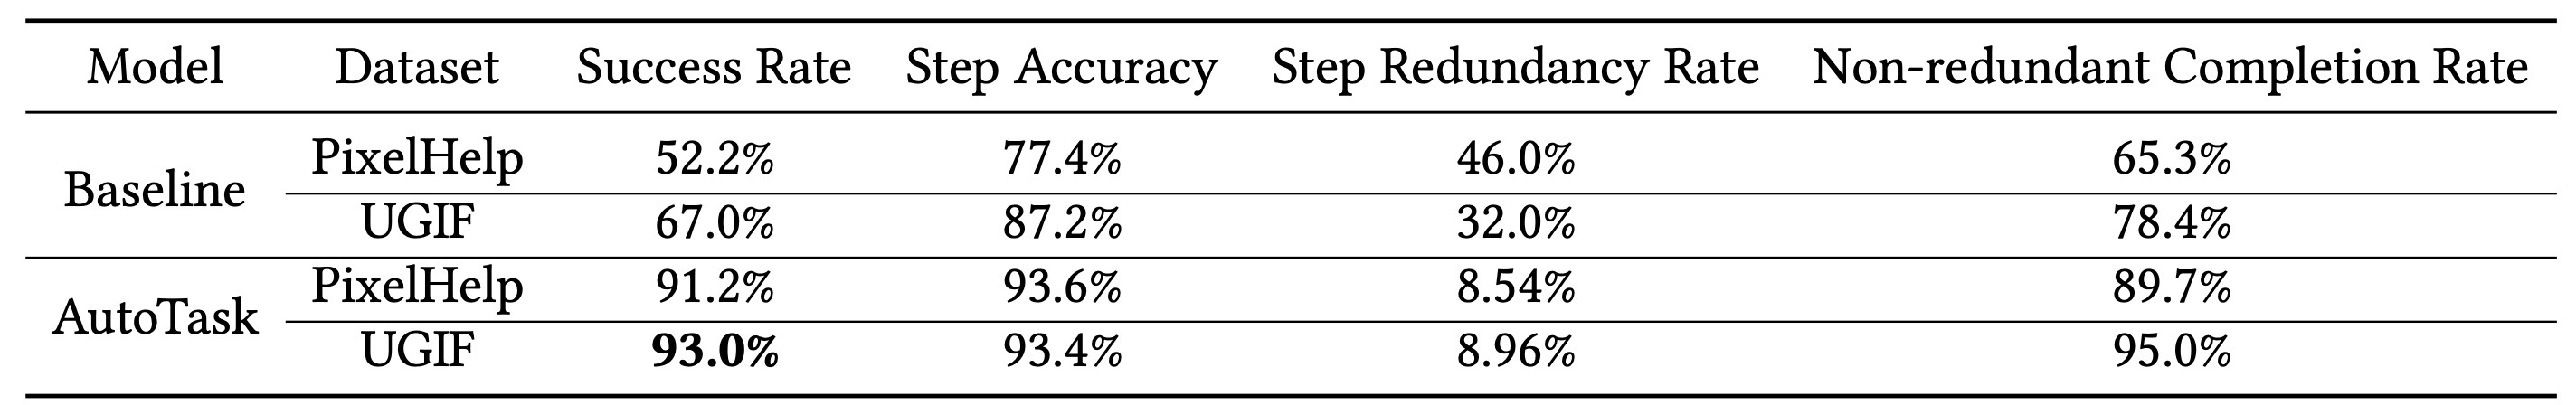 Model Dataset Success Rate Step Accuracy Step Redundancy Rate Non-redundant Completion Rate
Baseline PixelHelp 52.2% 77.4% 46.0% 65.3%
UGIF 67.0% 87.2% 32.0% 78.4%
AutoTask PixelHelp 91.2% 93.6% 8.54% 89.7%
UGIF 93.0% 93.4% 8.96% 95.0%